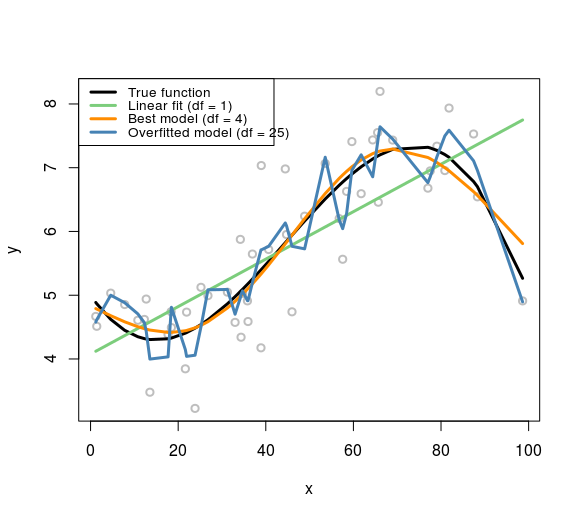 True function
Linear fit (df = 1)
Best model (df = 4)
Overfitted model (df = 25)
8
7
6
5
4
y
0 20 40 60 80 100
x